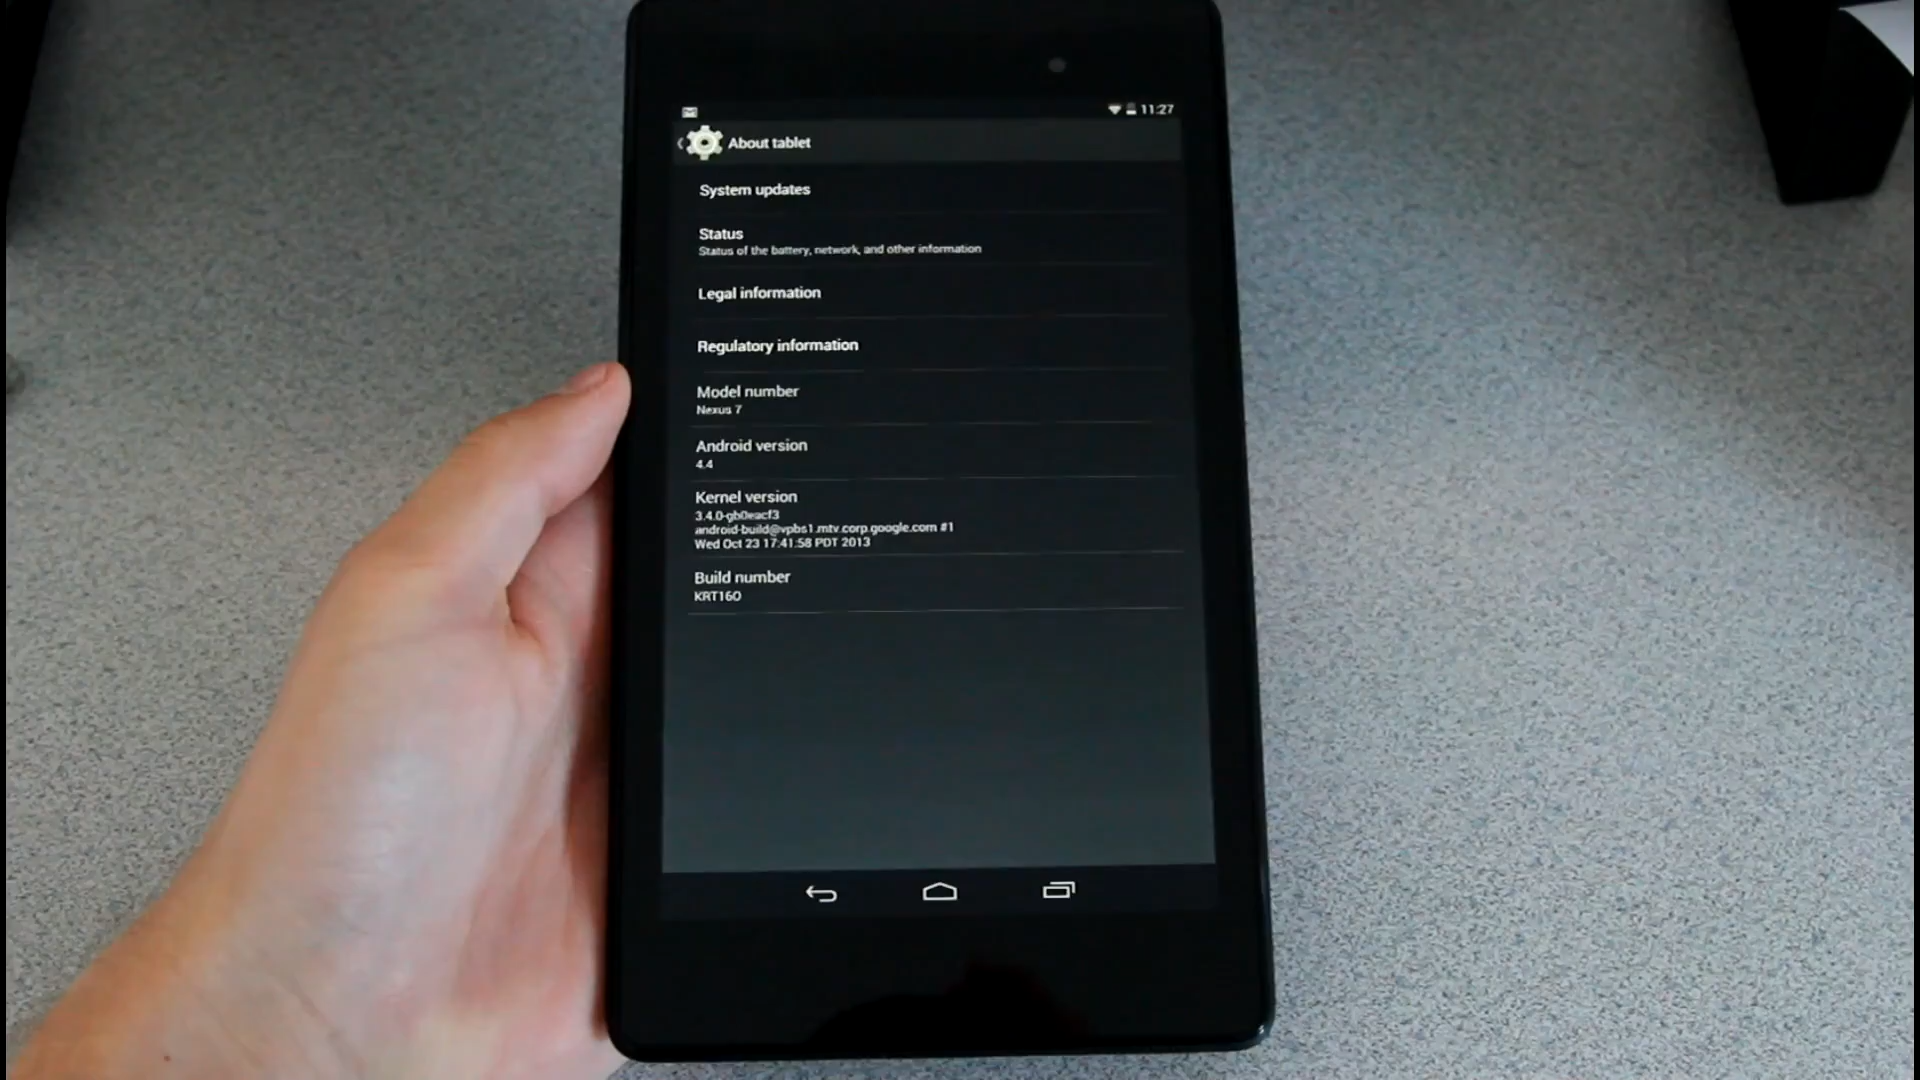 11:27
About tablet
System updates
Status
Status of the battery, network, and other information
Legal information
Regulatory information
Model number
Nexus 7
Android version
4.4
Kernel version
3.4.0-gb0eacf3
android-build@vpbs1.mtv.corp.google.com #1
Wed Oct 23 17:41:58 PDT 2013
Build number
KRT16O